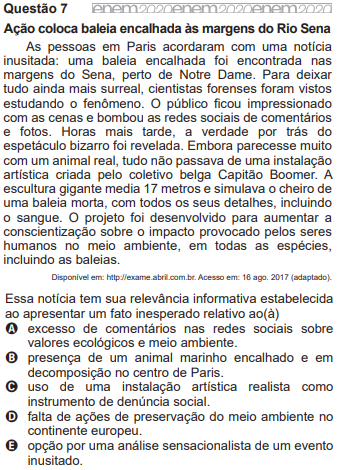 Questão 7
enem2020enem2020enem2020
Ação coloca baleia encalhada às margens do Rio Sena
As pessoas em Paris acordaram com uma notícia
inusitada: uma baleia encalhada foi encontrada nas
margens do Sena, perto de Notre Dame. Para deixar
tudo ainda mais surreal, cientistas forenses foram vistos
estudando o fenômeno. O público ficou impressionado
com as cenas e bombou as redes sociais de comentários
e fotos. Horas mais tarde, a verdade por trás do
espetáculo bizarro foi revelada. Embora parecesse muito
com um animal real, tudo não passava de uma instalação
artística criada pelo coletivo belga Capitão Boomer. A
escultura gigante media 17 metros e simulava o cheiro de
uma baleia morta, com todos os seus detalhes, incluindo
o sangue. O projeto foi desenvolvido para aumentar a
conscientização sobre o impacto provocado pelos seres
humanos no meio ambiente, em todas as espécies,
incluindo as baleias.
Disponível em: http://exame.abril.com.br. Acesso em: 16 ago. 2017 (adaptado).
Essa notícia tem sua relevância informativa estabelecida
ao apresentar um fato inesperado relativo ao(à)
A excesso de comentários nas redes sociais sobre
valores ecológicos e meio ambiente.
B presença de um animal marinho encalhado e em
decomposição no centro de Paris.
C uso de uma instalação artística realista como
instrumento de denúncia social.
D falta de ações de preservação do meio ambiente no
continente europeu.
E opção por uma análise sensacionalista de um evento
inusitado.